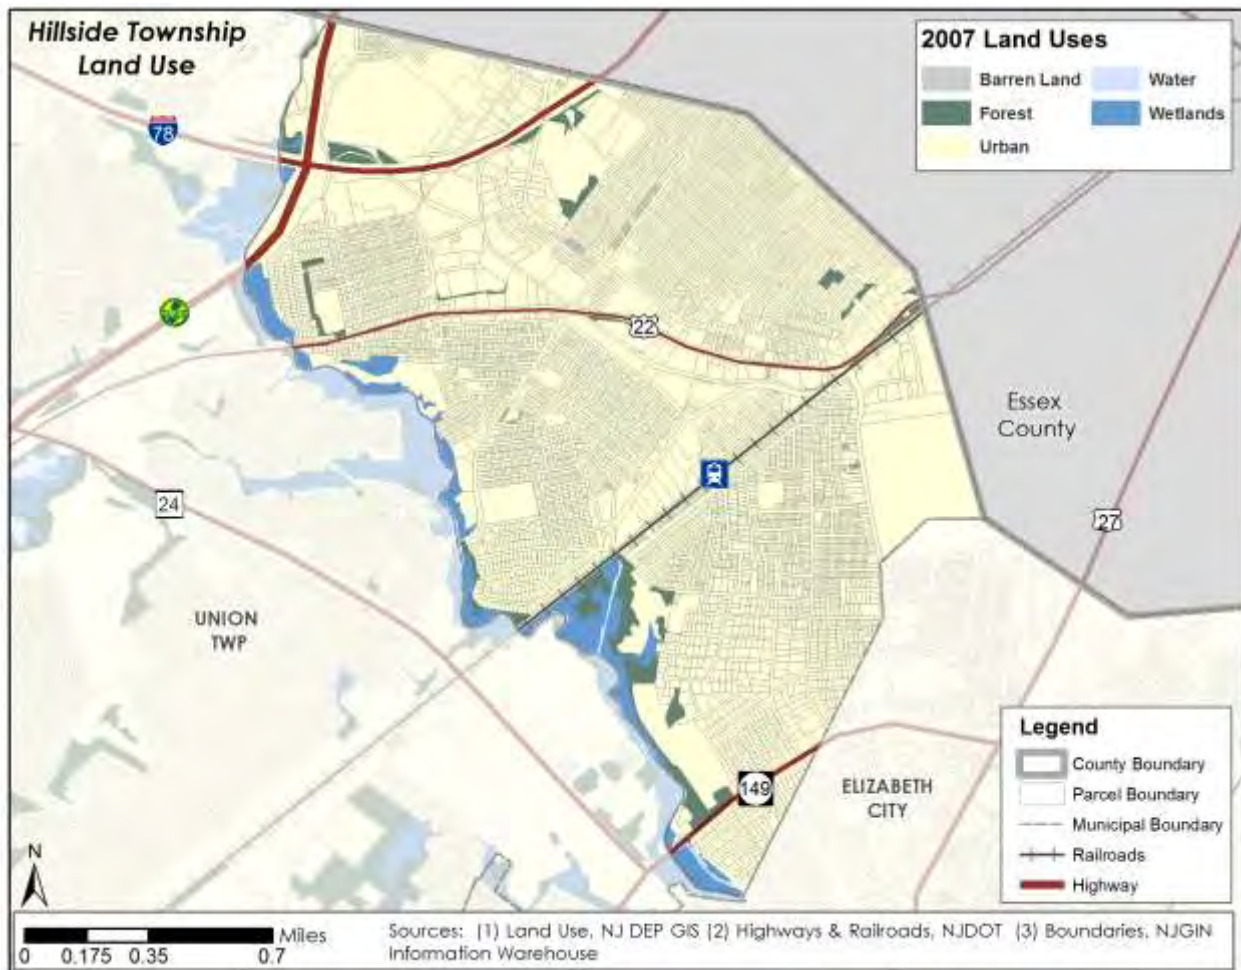 Hillside Township
Land Use
2007 Land Uses
Barren Land
Water
Forest
Wetlands
Urban
78
22
Essex
County
24
27
UNION
TWP
Legend
County Boundary
Parcel Boundary
Municipal Boundary
Railroads
Highway
149
ELIZABETH
CITY
N
Miles
0 0.175 0.35 0.7
Sources: (1) Land Use, NJ DEP GIS (2) Highways & Railroads, NJDOT (3) Boundaries, NJGIN
Information Warehouse